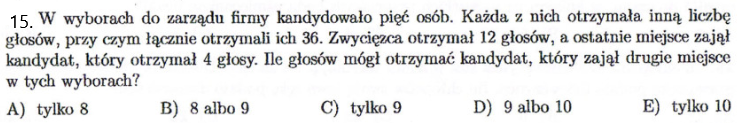 15. W wyborach do zarządu firmy kandydowało pięć osób. Każda z nich otrzymała inną liczbę
głosów, przy czym łącznie otrzymali ich 36. Zwycięzca otrzymał 12 głosów, a ostatnie miejsce zajął
kandydat, który otrzymał 4 głosy. Ile głosów mógł otrzymać kandydat, który zajął drugie miejsce
w tych wyborach?
A) tylko 8 B) 8 albo 9 C) tylko 9 D) 9 albo 10 E) tylko 10